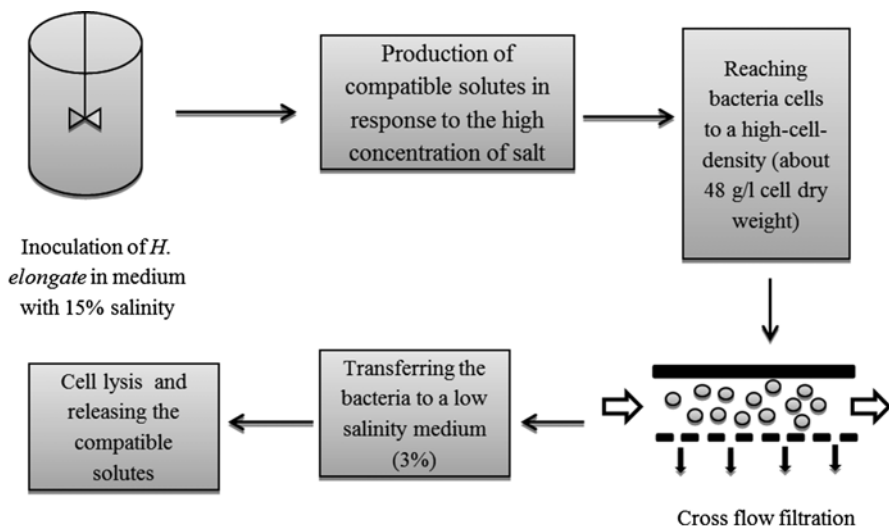 Inoculation of H.
elongate in medium
with 15% salinity
Production of
compatible solutes in
response to the high
concentration of salt
Reaching
bacteria cells
to a high-cell-
density (about
48 g/l cell dry
weight)
Cross flow filtration
Transferring the
bacteria to a low
salinity medium
(3%)
Cell lysis and
releasing the
compatible
solutes